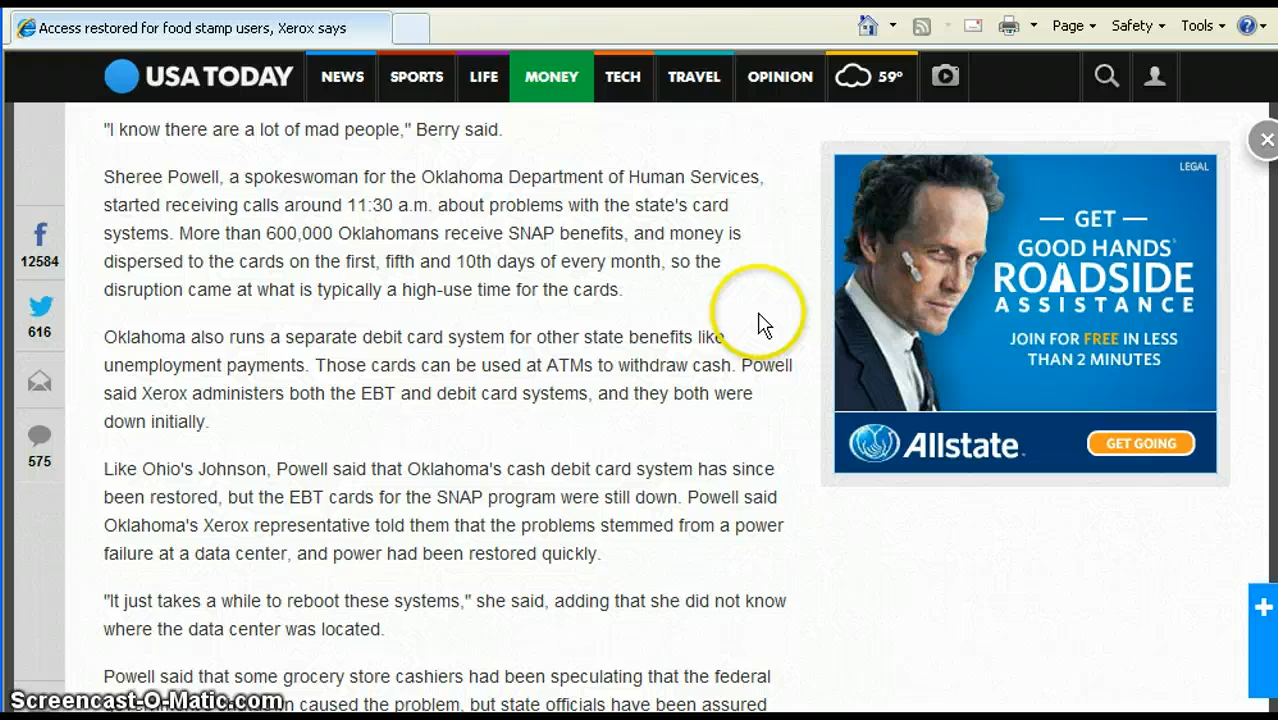 Access restored for food stamp users, Xerox says
Page Safety Tools
USA TODAY NEWS SPORTS LIFE MONEY TECH TRAVEL OPINION 59°
"I know there are a lot of mad people," Berry said.
Sheree Powell, a spokeswoman for the Oklahoma Department of Human Services,
started receiving calls around 11:30 a.m. about problems with the state's card
systems. More than 600,000 Oklahomans receive SNAP benefits, and money is
dispersed to the cards on the first, fifth and 10th days of every month, so the
disruption came at what is typically a high-use time for the cards.
Oklahoma also runs a separate debit card system for other state benefits like
unemployment payments. Those cards can be used at ATMs to withdraw cash. Powell
said Xerox administers both the EBT and debit card systems, and they both were
down initially.
Like Ohio's Johnson, Powell said that Oklahoma's cash debit card system has since
been restored, but the EBT cards for the SNAP program were still down. Powell said
Oklahoma's Xerox representative told them that the problems stemmed from a power
failure at a data center, and power had been restored quickly.
"It just takes a while to reboot these systems," she said, adding that she did not know
where the data center was located.
Powell said that some grocery store cashiers had been speculating that the federal
caused the problem, but state officials have been assured
12584
616
575
LEGAL
GET
GOOD HANDS
ROADSIDE
ASSISTANCE
JOIN FOR FREE IN LESS
THAN 2 MINUTES
Allstate
GET GOING
Screencast-O-Matic.com